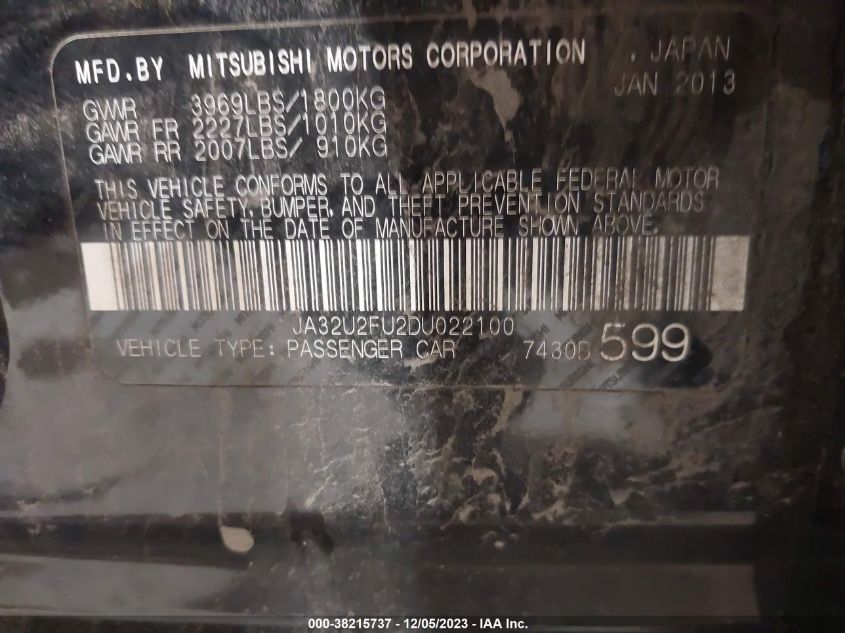 MFD.BY MITSUBISHI MOTORS CORPORATION , JAPAN
JAN 2013
GVWR 3969LBS/1800KG
GAWR FR 2227LBS/1010KG
GAWR RR 2007LBS/ 910KG
THIS VEHICLE CONFORMS TO ALL APPLICABLE FEDERAL MOTOR
VEHICLE SAFETY, BUMPER, AND THEFT PREVENTION STANDARDS
IN EFFECT ON THE DATE OF MANUFACTURE SHOWN ABOVE.
JA32U2FU2DU022100
VEHICLE TYPE: PASSENGER CAR 7430B 599
000-38215737 - 12/05/2023 - IAA Inc.